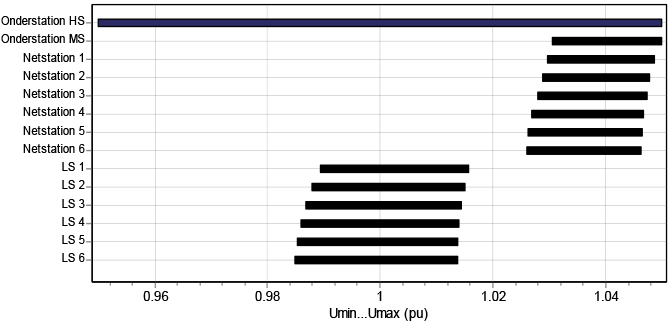 Onderstation HS
Onderstation MS
Netstation 1
Netstation 2
Netstation 3
Netstation 4
Netstation 5
Netstation 6
LS 1
LS 2
LS 3
LS 4
LS 5
LS 6
0.96 0.98 1 1.02 1.04
Umin...Umax (pu)